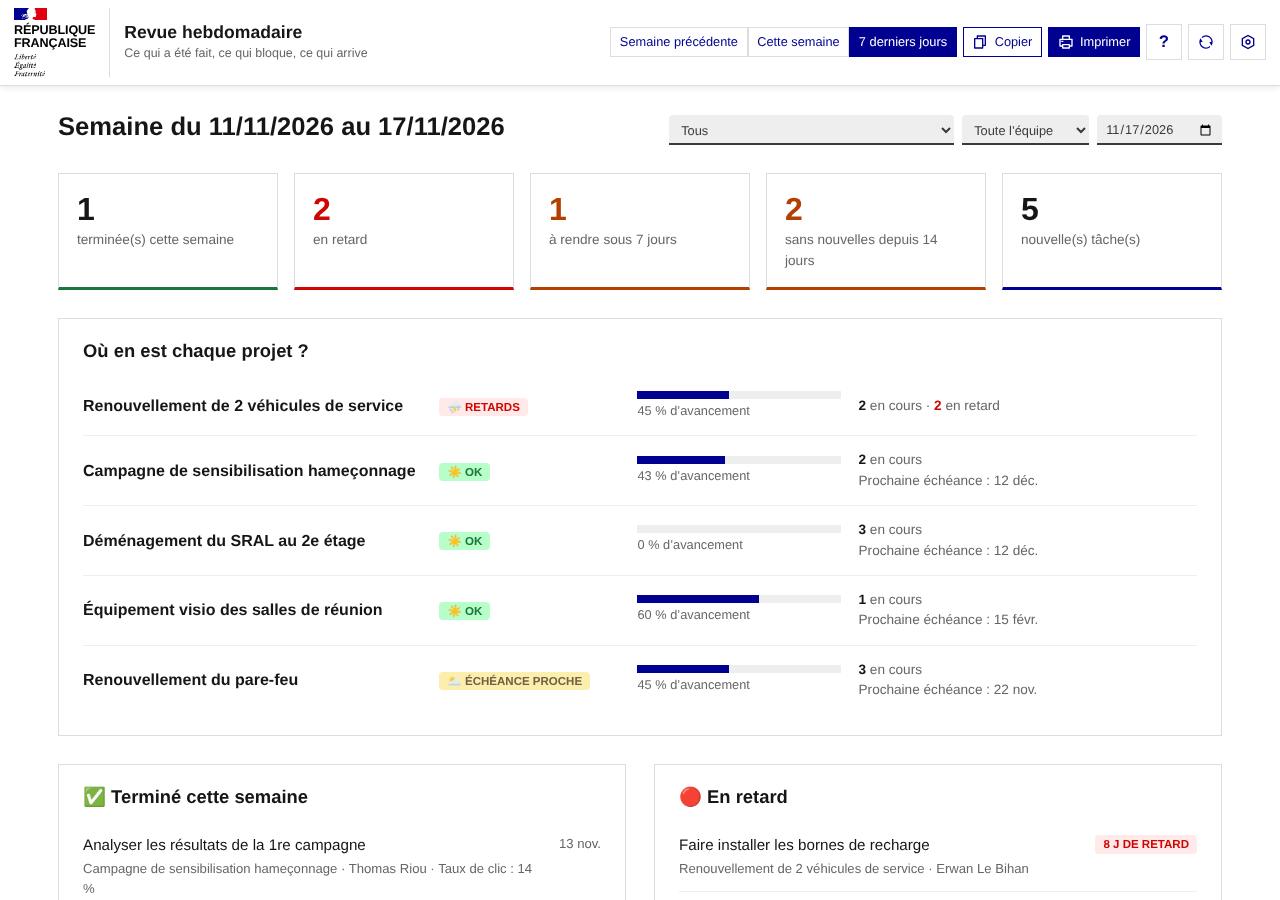 RÉPUBLIQUE
FRANÇAISE
Liberté
Égalité
Fraternité
Revue hebdomadaire
Ce qui a été fait, ce qui bloque, ce qui arrive
Semaine précédente
Cette semaine
7 derniers jours
Copier
Imprimer
?
Semaine du 11/11/2026 au 17/11/2026
Tous
Toute l'équipe
11/17/2026
1
terminée(s) cette semaine
2
en retard
1
à rendre sous 7 jours
2
sans nouvelles depuis 14
jours
5
nouvelle(s) tâche(s)
Où en est chaque projet ?
Renouvellement de 2 véhicules de service
RETARDS
45 % d'avancement
2 en cours · 2 en retard
Campagne de sensibilisation hameçonnage
OK
43 % d'avancement
2 en cours
Prochaine échéance : 12 déc.
Déménagement du SRAL au 2e étage
OK
0 % d'avancement
3 en cours
Prochaine échéance : 12 déc.
Équipement visio des salles de réunion
OK
60 % d'avancement
1 en cours
Prochaine échéance : 15 févr.
Renouvellement du pare-feu
ÉCHÉANCE PROCHE
45 % d'avancement
3 en cours
Prochaine échéance : 22 nov.
✅ Terminé cette semaine
Analyser les résultats de la 1re campagne
13 nov.
Campagne de sensibilisation hameçonnage · Thomas Riou · Taux de clic : 14
%
🔴 En retard
Faire installer les bornes de recharge
8 J DE RETARD
Renouvellement de 2 véhicules de service · Erwan Le Bihan